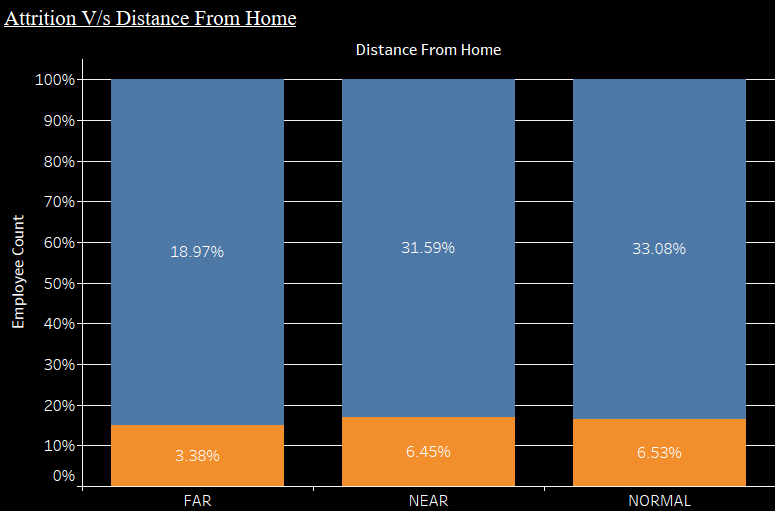 Attrition V/s Distance From Home
Distance From Home
100%
90%
80%
70%
60%
50%
40%
30%
20%
10%
0%
Employee Count
18.97%
31.59%
33.08%
3.38%
6.45%
6.53%
FAR
NEAR
NORMAL